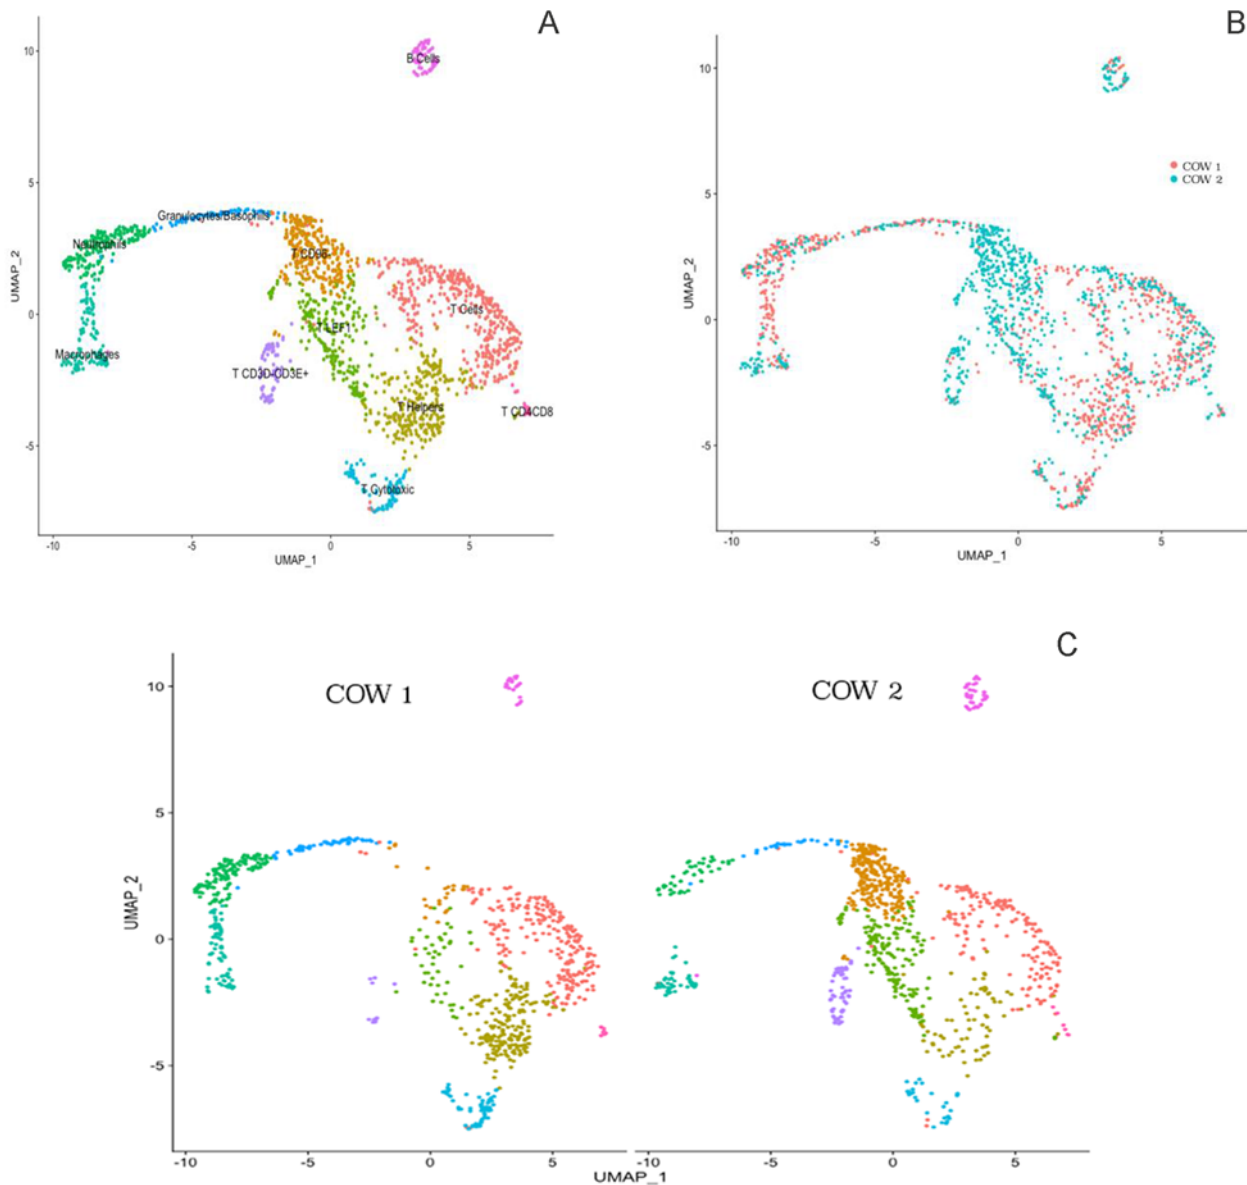 A
10
5
0
-5
-10
-5
0
5
UMAP_2
UMAP_1
B Cells
Granulocytes/Basophils
Neutrophils
T CD96
T Cells
T LEF1
Macrophages
T CD3D-CD3E+
T Helpers
T CD4CD8
T Cytotoxic
B
10
5
0
-5
-10
-5
0
5
UMAP_2
UMAP_1
COW 1
COW 2
C
COW 1
COW 2
10
5
0
-5
UMAP_2
-10
-5
0
5
-10
-5
0
5
UMAP_1